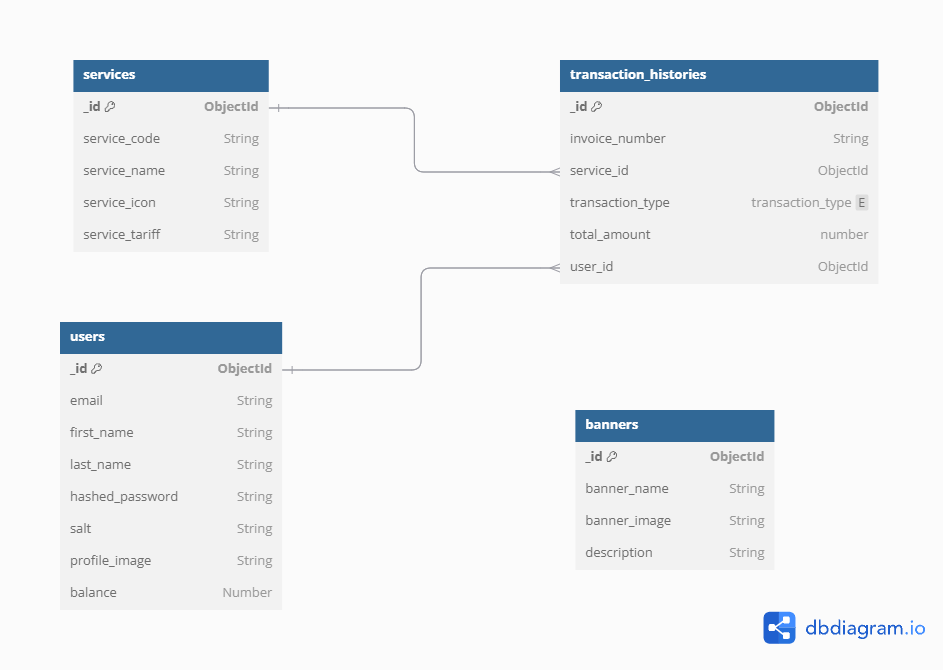 services
_id ObjectId
service_code String
service_name String
service_icon String
service_tariff String
transaction_histories
_id ObjectId
invoice_number String
service_id ObjectId
transaction_type transaction_type E
total_amount number
user_id ObjectId
users
_id ObjectId
email String
first_name String
last_name String
hashed_password String
salt String
profile_image String
balance Number
banners
_id ObjectId
banner_name String
banner_image String
description String
dbdiagram.io